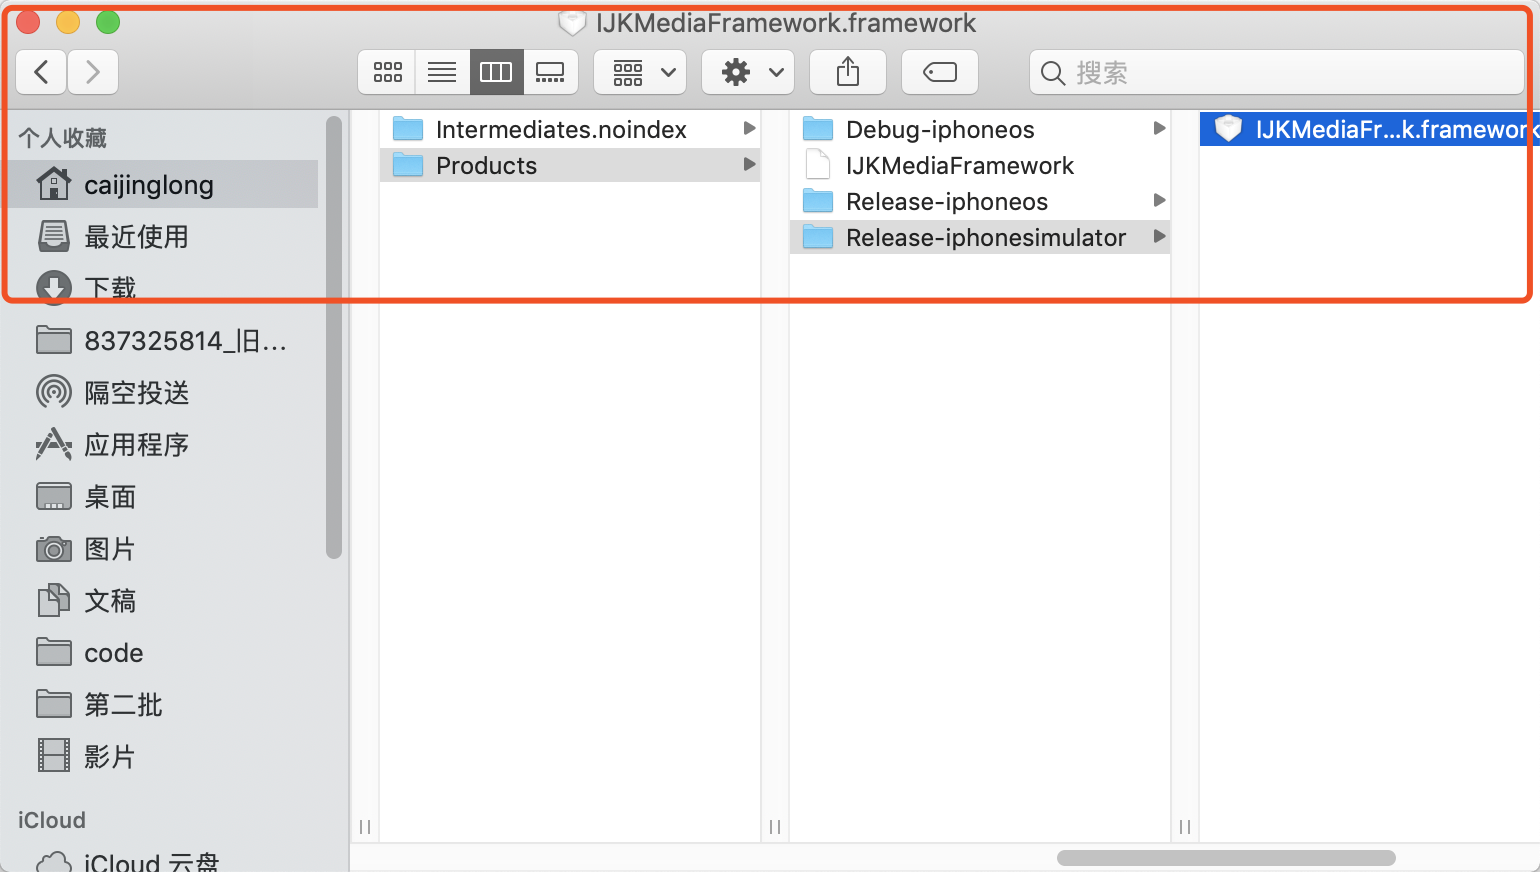 IJKMediaFramework.framework
搜索
个人收藏
caijinglong
最近使用
下载
837325814_旧...
隔空投送
应用程序
桌面
图片
文稿
code
第二批
影片
iCloud
iCloud 云盘
Intermediates.noindex
Products
Debug-iphoneos
IJKMediaFramework
Release-iphoneos
Release-iphonesimulator
IJKMediaFr...k.framework